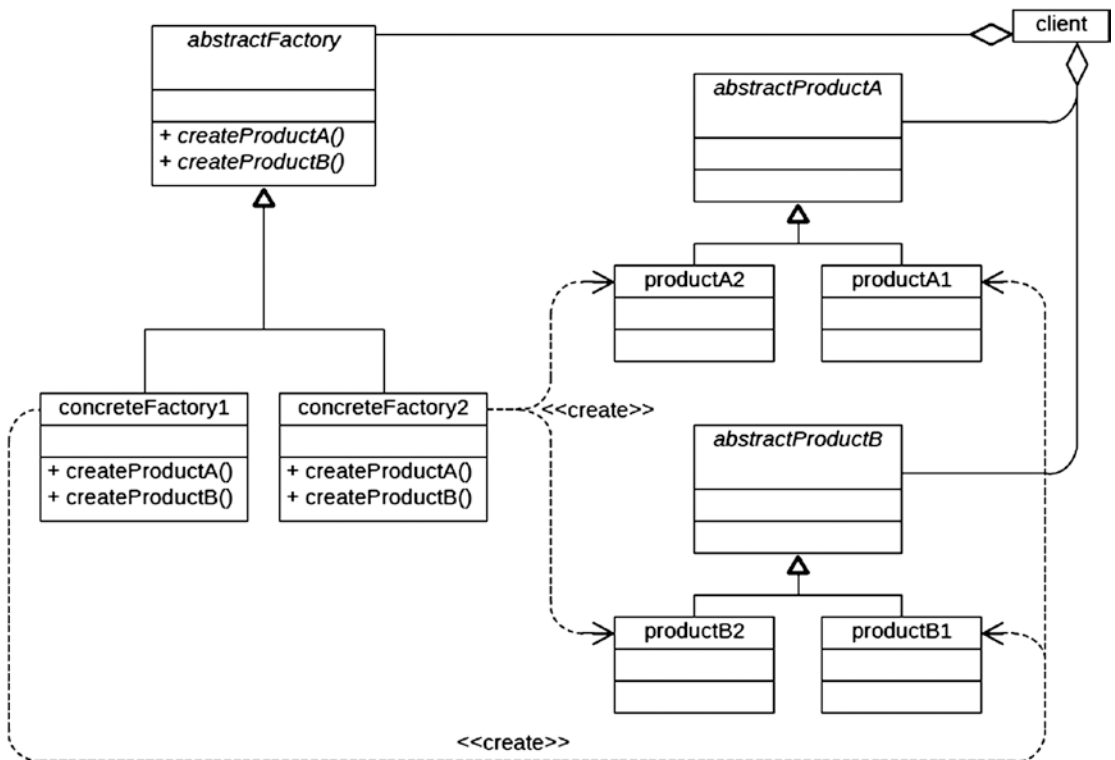 abstractFactory
+ createProductA()
+ createProductB()
client
abstractProductA
productA2
productA1
concreteFactory1
+ createProductA()
+ createProductB()
concreteFactory2
+ createProductA()
+ createProductB()
<<create>>
abstractProductB
productB2
productB1
<<create>>